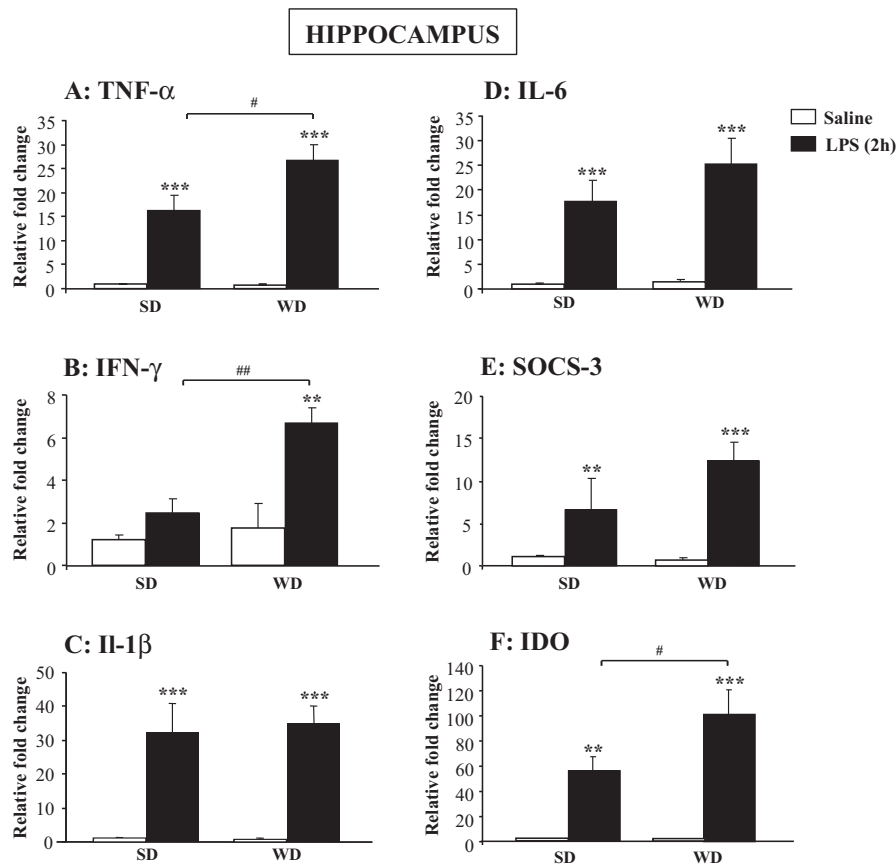 HIPPOCAMPUS
A: TNF-α
#
***
***
Relative fold change
35
30
25
20
15
10
5
0
SD
WD
D: IL-6
***
***
Relative fold change
35
30
25
20
15
10
5
0
SD
WD
Saline
LPS (2h)
B: IFN-γ
##
**
Relative fold change
8
6
4
2
0
SD
WD
E: SOCS-3
**
***
Relative fold change
20
15
10
5
0
SD
WD
C: Il-1β
***
***
Relative fold change
50
40
30
20
10
0
SD
WD
F: IDO
#
**
***
Relative fold change
140
120
100
80
60
40
20
0
SD
WD